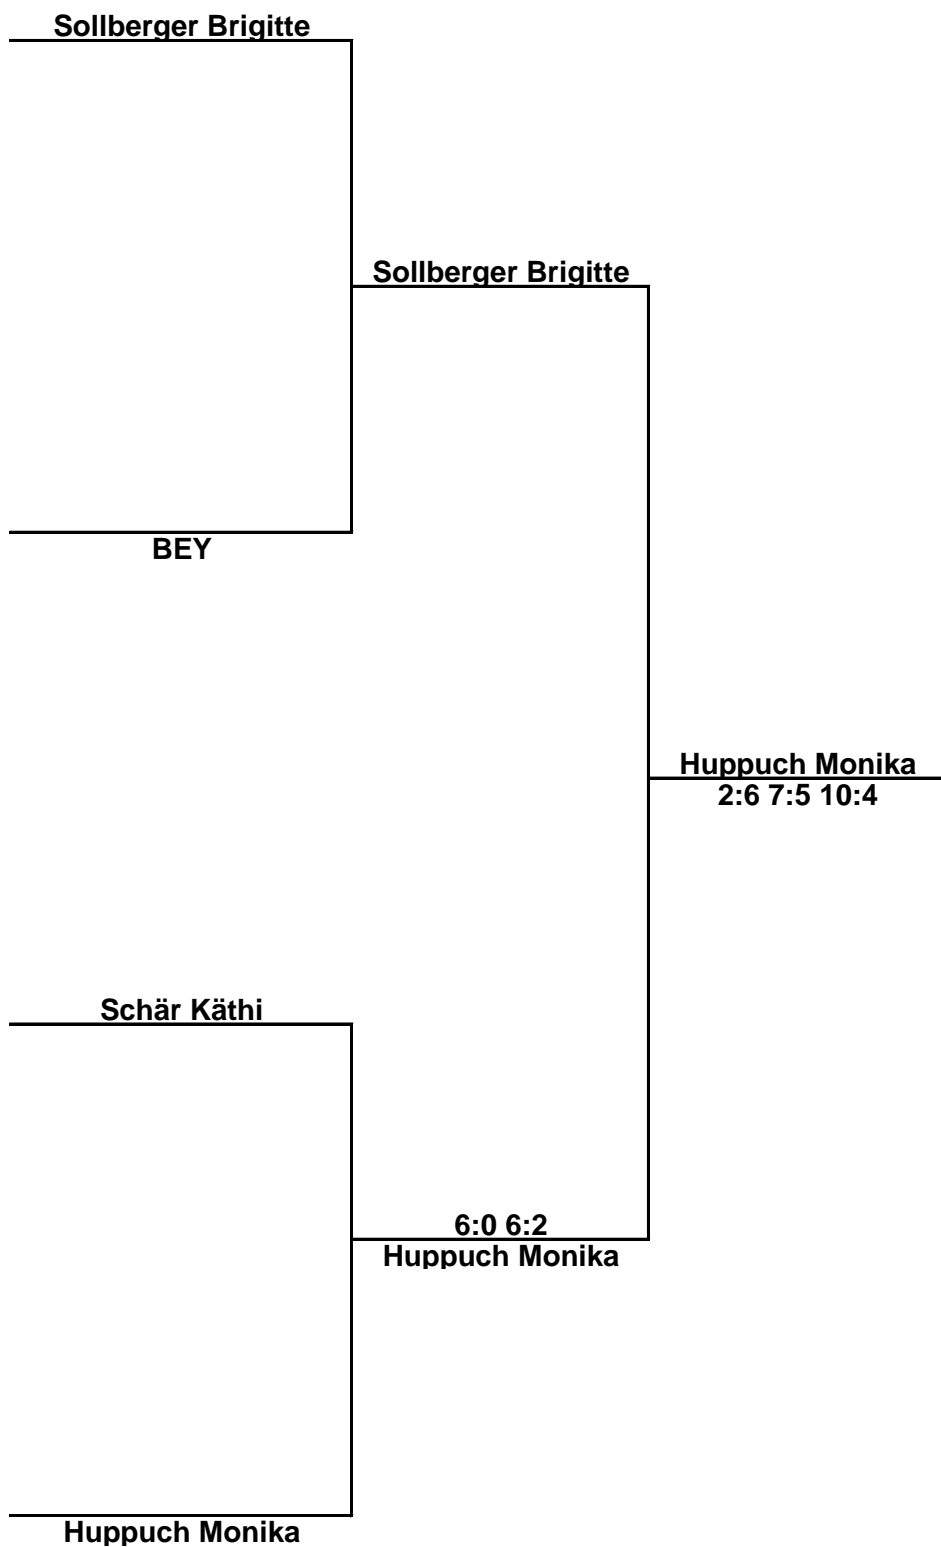 Sollberger Brigitte
Sollberger Brigitte
BEY
Huppuch Monika
2:6 7:5 10:4
Schär Käthi
6:0 6:2
Huppuch Monika
Huppuch Monika